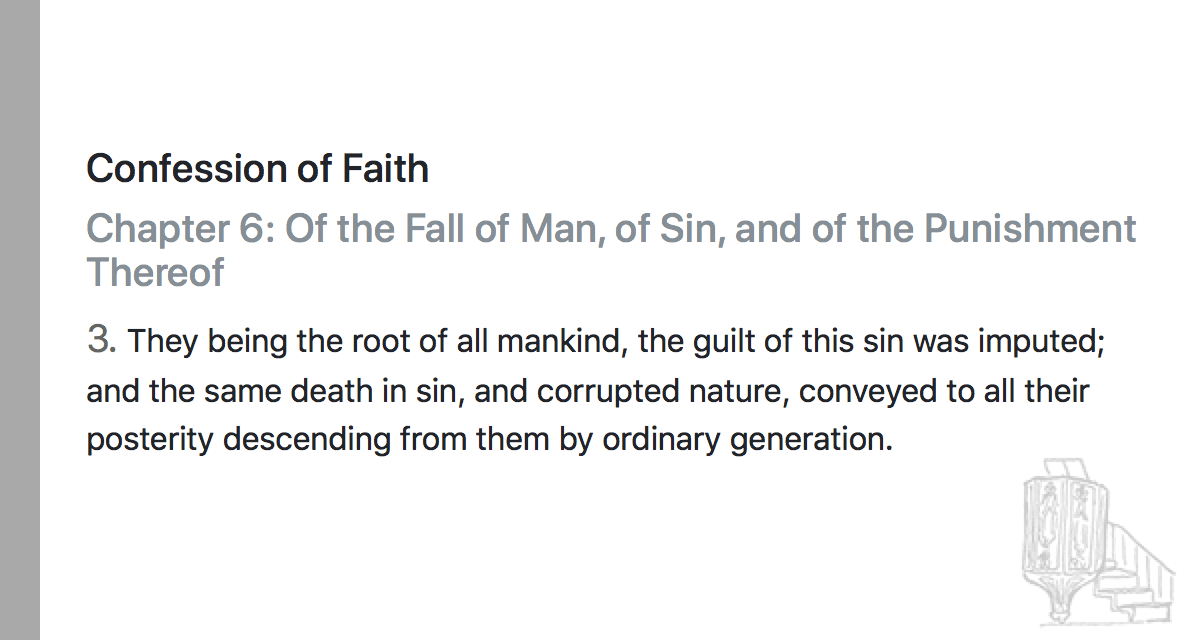 Confession of Faith
Chapter 6: Of the Fall of Man, of Sin, and of the Punishment
Thereof
3. They being the root of all mankind, the guilt of this sin was imputed;
and the same death in sin, and corrupted nature, conveyed to all their
posterity descending from them by ordinary generation.